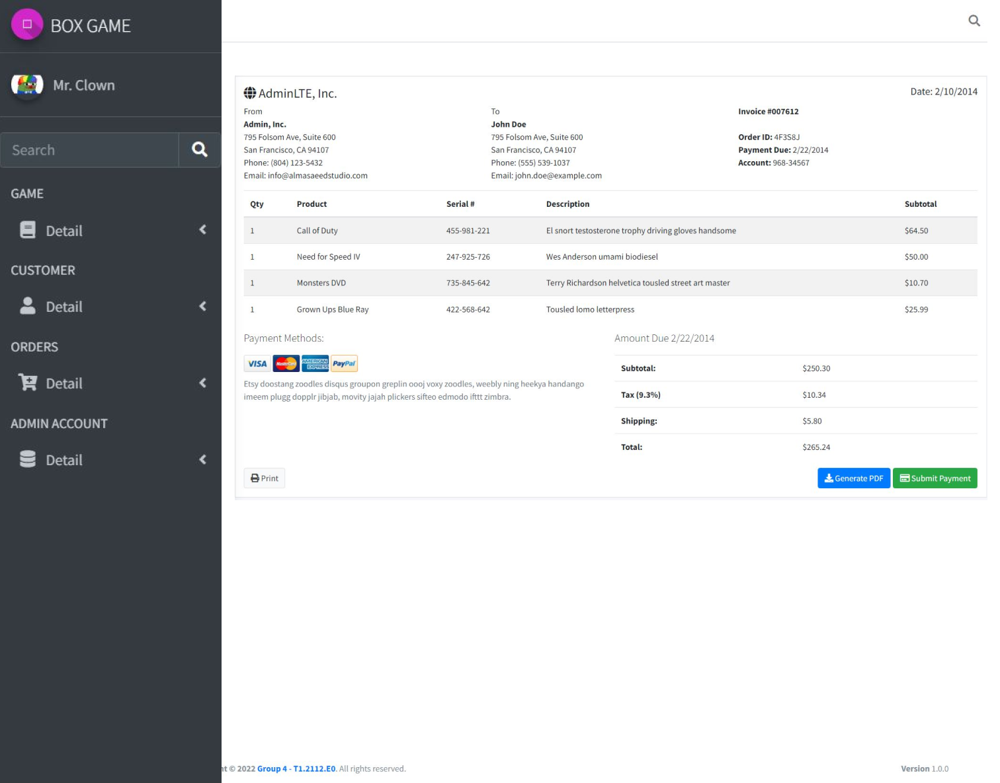 BOX GAME
Mr. Clown
Search
GAME
Detail
CUSTOMER
Detail
ORDERS
Detail
ADMIN ACCOUNT
Detail
AdminLTE, Inc.
Date: 2/10/2014
From
Admin, Inc.
795 Folsom Ave, Suite 600
San Francisco, CA 94107
Phone: (804) 123-5432
Email: info@almasaeedstudio.com
To
John Doe
795 Folsom Ave, Suite 600
San Francisco, CA 94107
Phone: (555) 539-1037
Email: john.doe@example.com
Invoice #007612
Order ID: 4F3S8J
Payment Due: 2/22/2014
Account: 968-34567
Qty Product Serial # Description Subtotal
1 Call of Duty 455-981-221 El snort testosterone trophy driving gloves handsome $64.50
1 Need for Speed IV 247-925-726 Wes Anderson umami biodiesel $50.00
1 Monsters DVD 735-845-642 Terry Richardson helvetica tousled street art master $10.70
1 Grown Ups Blue Ray 422-568-642 Tousled lomo letterpress $25.99
Payment Methods:
VISA MasterCard AMERICAN EXPRESS PayPal
Etsy doostang zoodles disqus groupon greplin oooj voxy zoodles, weebly ning heekya handango
imeem plugg dopplr jibjab, movity jajah plickers sifteo edmodo ifttt zimbra.
Amount Due 2/22/2014
Subtotal: $250.30
Tax (9.3%) $10.34
Shipping: $5.80
Total: $265.24
Print
Generate PDF
Submit Payment
nt © 2022 Group 4 - T1.2112.E0. All rights reserved.
Version 1.0.0